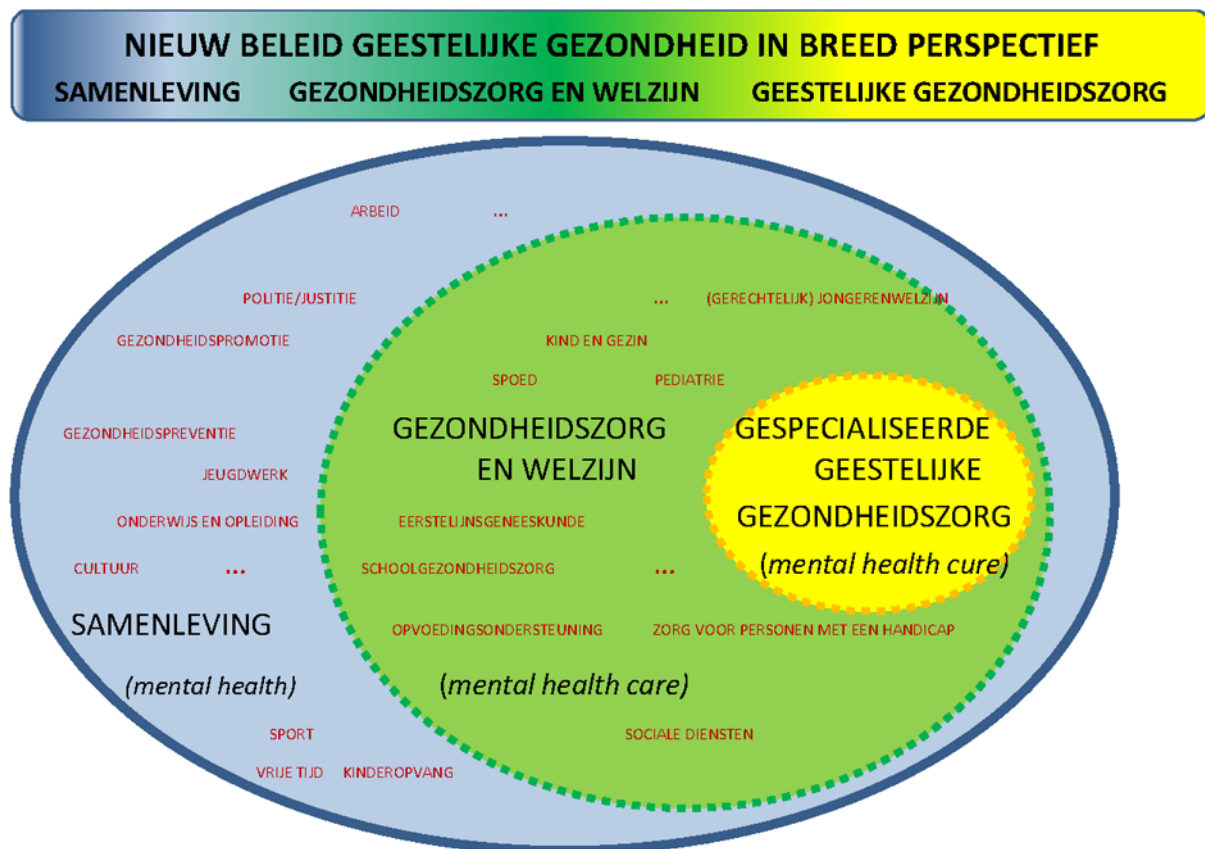 NIEUW BELEID GEESTELIJKE GEZONDHEID IN BREED PERSPECTIEF
SAMENLEVING GEZONDHEIDSZORG EN WELZIJN GEESTELIJKE GEZONDHEIDSZORG
ARBEID ...
POLITIE/JUSTITIE ... (GERECHTELIJK) JONGERENWELZIJN
GEZONDHEIDSPROMOTIE KIND EN GEZIN
SPOED PEDIATRIE
GEZONDHEIDSPREVENTIE GEZONDHEIDSZORG GESPECIALISEERDE
JEUGDWERK EN WELZIJN GEESTELIJKE
ONDERWIJS EN OPLEIDING EERSTELIJNSGENEESKUNDE GEZONDHEIDSZORG
CULTUUR ... SCHOOLGEZONDHEIDSZORG ... (mental health cure)
SAMENLEVING OPVOEDINGSONDERSTEUNING ZORG VOOR PERSONEN MET EEN HANDICAP
(mental health) (mental health care)
SPORT SOCIALE DIENSTEN
VRIJE TIJD KINDEROPVANG